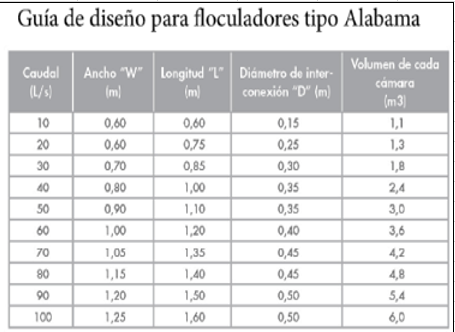 Guía de diseño para floculadores tipo Alabama
Caudal (L/s) Ancho "W" (m) Longitud "L" (m) Diámetro de inter-conexión "D" (m) Volumen de cada cámara (m3)
10 0,60 0,60 0,15 1,1
20 0,60 0,75 0,25 1,3
30 0,70 0,85 0,30 1,8
40 0,80 1,00 0,35 2,4
50 0,90 1,10 0,35 3,0
60 1,00 1,20 0,40 3,6
70 1,05 1,35 0,45 4,2
80 1,15 1,40 0,45 4,8
90 1,20 1,50 0,50 5,4
100 1,25 1,60 0,50 6,0